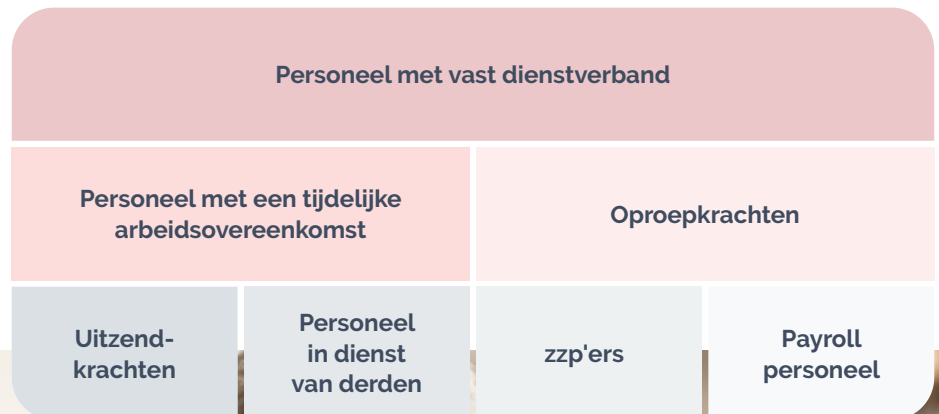 Personeel met vast dienstverband
Personeel met een tijdelijke
arbeidsovereenkomst
Oproepkrachten
Uitzend-
krachten
Personeel
in dienst
van derden
zzp'ers
Payroll
personeel